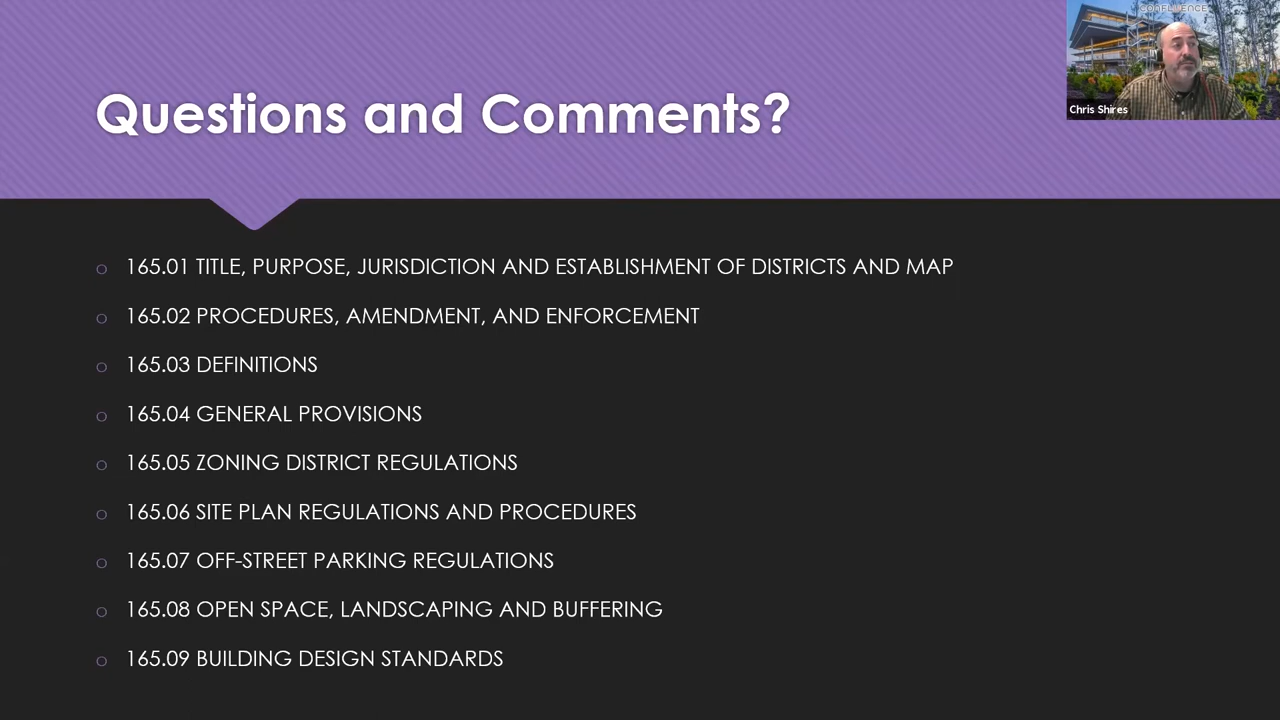 CONFLUENCE
Chris Shires
Questions and Comments?
165.01 TITLE, PURPOSE, JURISDICTION AND ESTABLISHMENT OF DISTRICTS AND MAP
165.02 PROCEDURES, AMENDMENT, AND ENFORCEMENT
165.03 DEFINITIONS
165.04 GENERAL PROVISIONS
165.05 ZONING DISTRICT REGULATIONS
165.06 SITE PLAN REGULATIONS AND PROCEDURES
165.07 OFF-STREET PARKING REGULATIONS
165.08 OPEN SPACE, LANDSCAPING AND BUFFERING
165.09 BUILDING DESIGN STANDARDS